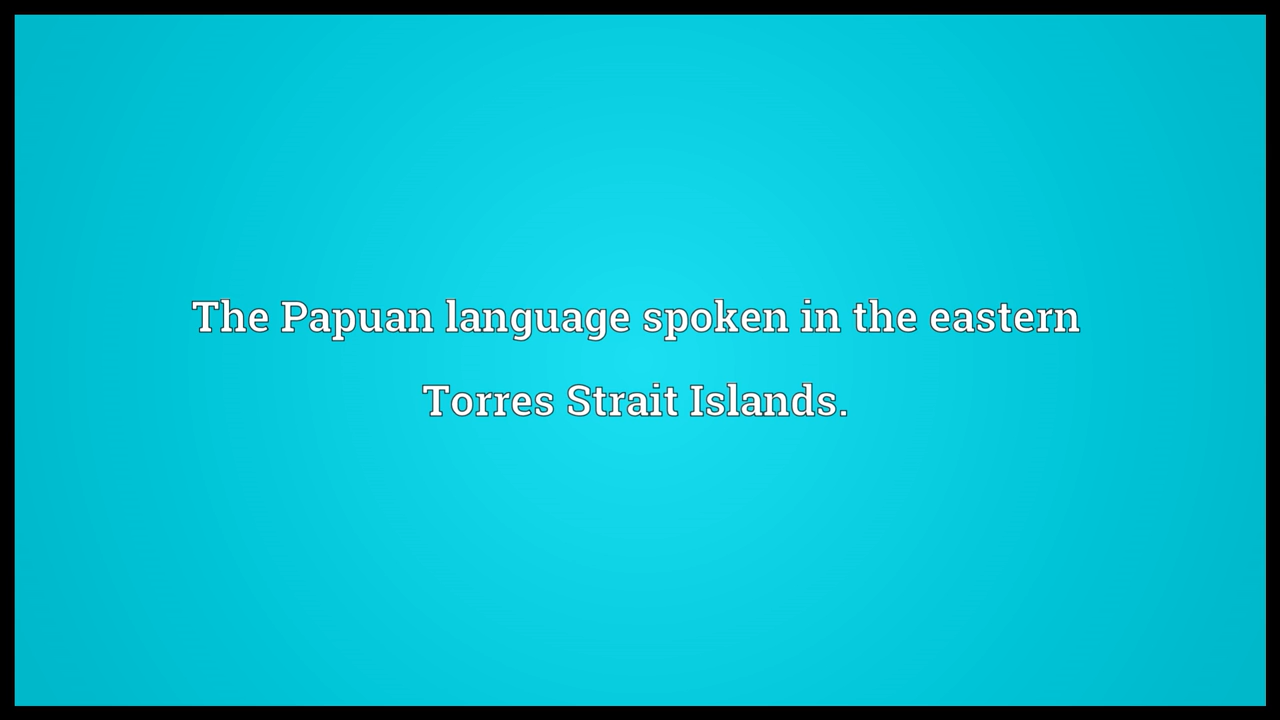 The Papuan language spoken in the eastern
Torres Strait Islands.